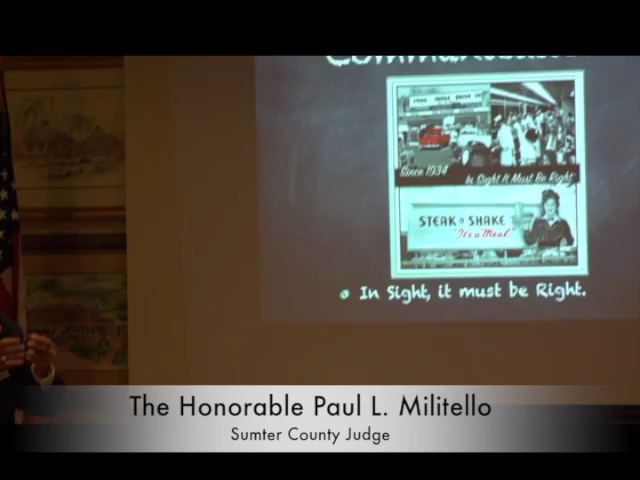 Communication
Since 1934
In Sight It Must Be Right
STEAK n SHAKE
"It's a Meal"
In Sight, it must be Right.
The Honorable Paul L. Militello
Sumter County Judge